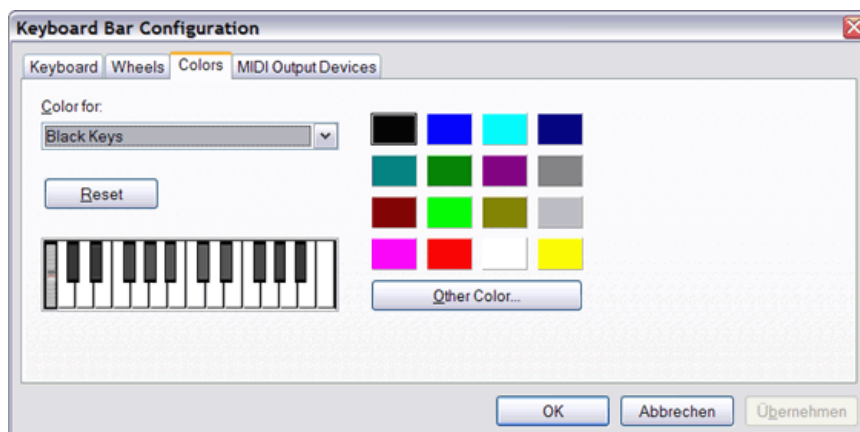 Keyboard Bar Configuration
Keyboard Wheels Colors MIDI Output Devices
Color for:
Black Keys
Reset
Other Color...
OK Abbrechen Übernehmen